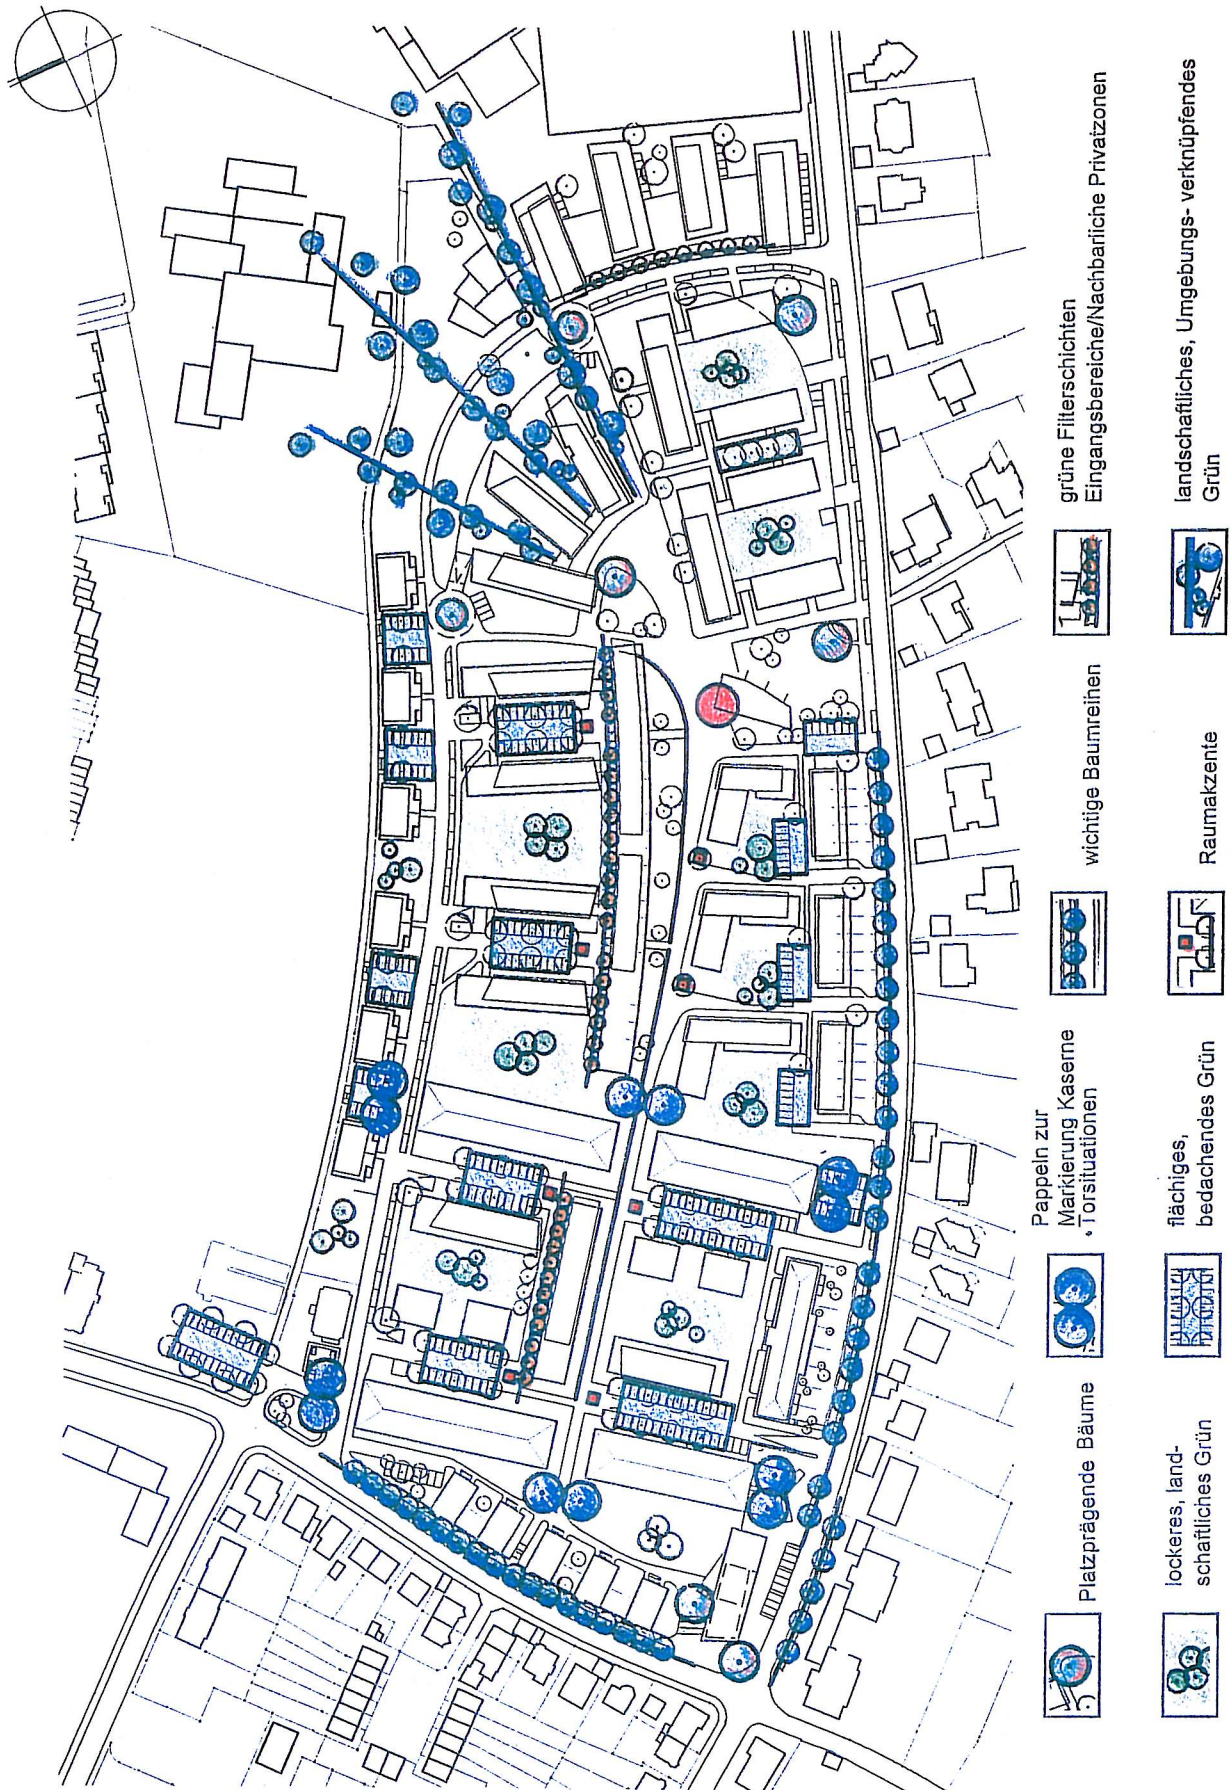 Platzprägende Bäume
Pappeln zur
Markierung Kaserne
• Torsituationen
wichtige Baumreihen
grüne Filterschichten
Eingangsbereiche/Nachbarliche Privatzonen
lockeres, land-
schaftliches Grün
flächiges,
bedachendes Grün
Raumakzente
landschaftliches, Umgebungs- verknüpfendes
Grün